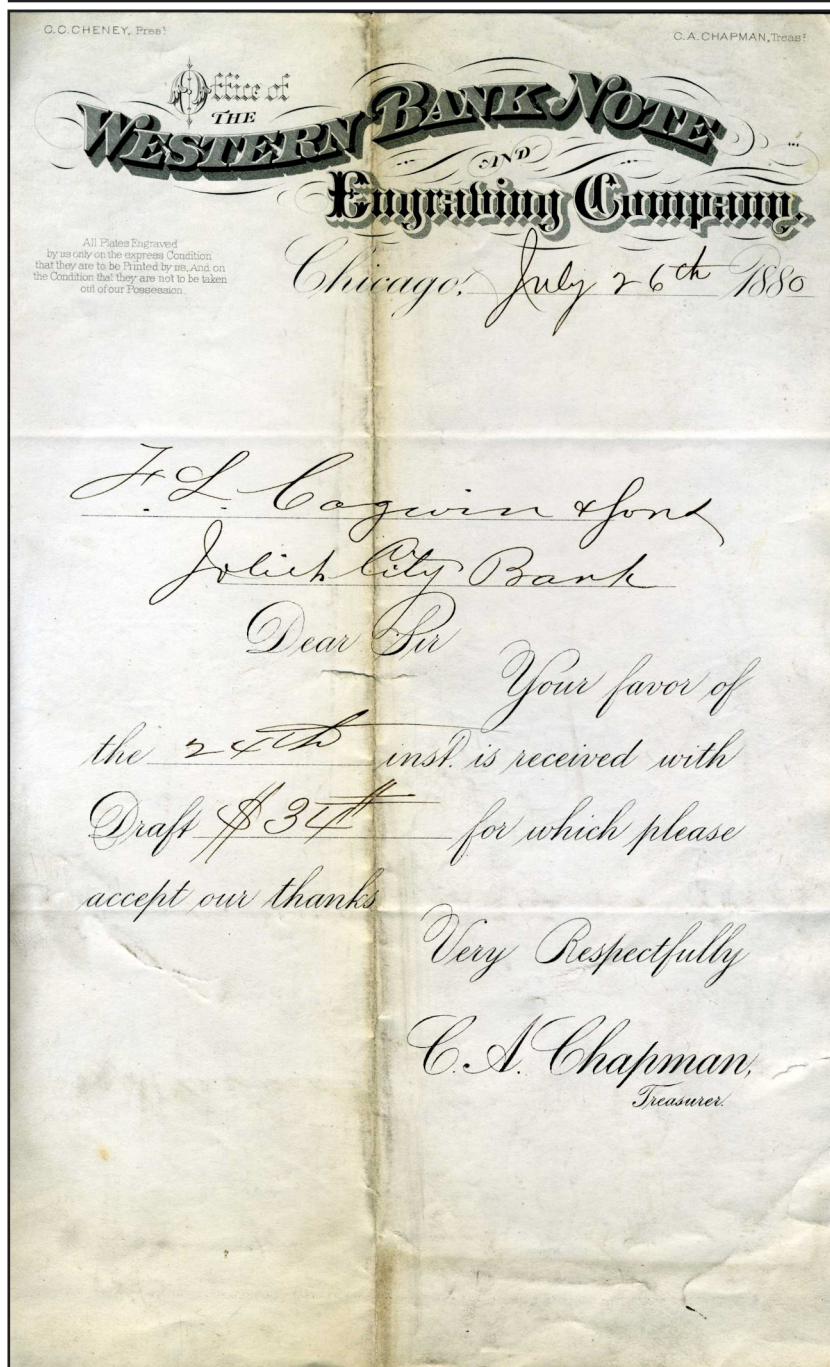 C.C. CHENEY, Prest
C.A. CHAPMAN, Treast
Office of
THE
WESTERN BANK NOTE
AND
Engraving Company.
All Plates Engraved
by us only on the express Condition
that they are to be Printed by us, And on
the Condition that they are not to be taken
out of our Possession.
Chicago, July 26th 1880
F. L. Cagwin & Sons
Joliet City Bank
Dear Sir
Your favor of
the 24th inst. is received with
Draft $34
for which please
accept our thanks
Very Respectfully
C. A. Chapman,
Treasurer.